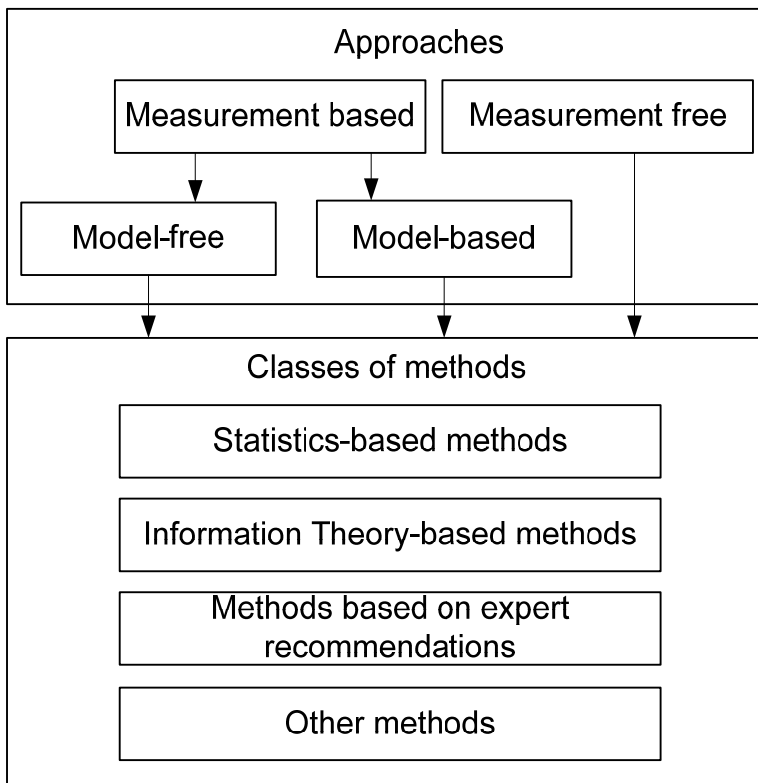 Approaches
Measurement based
Measurement free
Model-free
Model-based
Classes of methods
Statistics-based methods
Information Theory-based methods
Methods based on expert
recommendations
Other methods